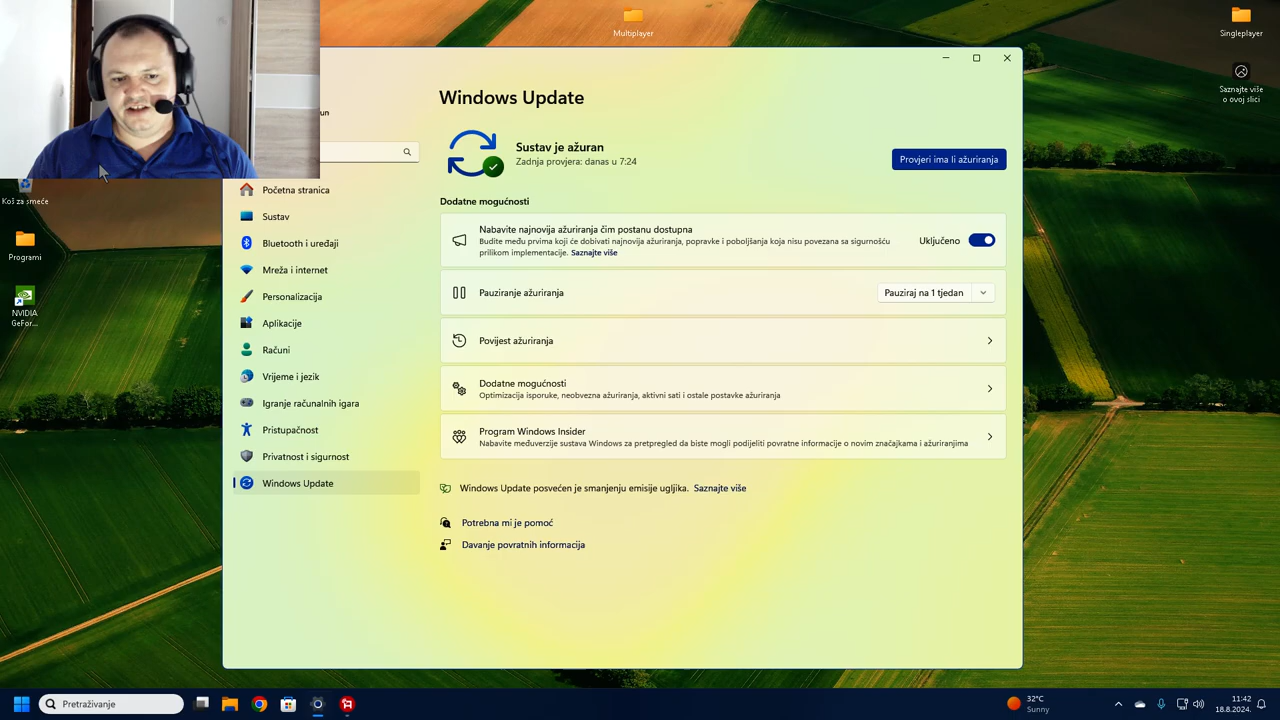 Multiplayer
Singleplayer
Saznajte više
o ovoj slici
Koš za smeće
Programi
NVIDIA
GeFor...
Windows Update
Sustav je ažuran
Zadnja provjera: danas u 7:24
Provjeri ima li ažuriranja
Početna stranica
Sustav
Bluetooth i uređaji
Mreža i internet
Personalizacija
Aplikacije
Računi
Vrijeme i jezik
Igranje računalnih igara
Pristupačnost
Privatnost i sigurnost
Windows Update
Dodatne mogućnosti
Nabavite najnovija ažuriranja čim postanu dostupna
Budite među prvima koji će dobivati najnovija ažuriranja, popravke i poboljšanja koja nisu povezana sa sigurnošću
prilikom implementacije. Saznajte više
Uključeno
Pauziranje ažuriranja
Pauziraj na 1 tjedan
Povijest ažuriranja
Dodatne mogućnosti
Optimizacija isporuke, neobvezna ažuriranja, aktivni sati i ostale postavke ažuriranja
Program Windows Insider
Nabavite međuverzije sustava Windows za pretpregled da biste mogli podijeliti povratne informacije o novim značajkama i ažuriranjima
Windows Update posvećen je smanjenju emisije ugljika. Saznajte više
Potrebna mi je pomoć
Davanje povratnih informacija
Pretraživanje
32°C
Sunny
11:42
18.8.2024.